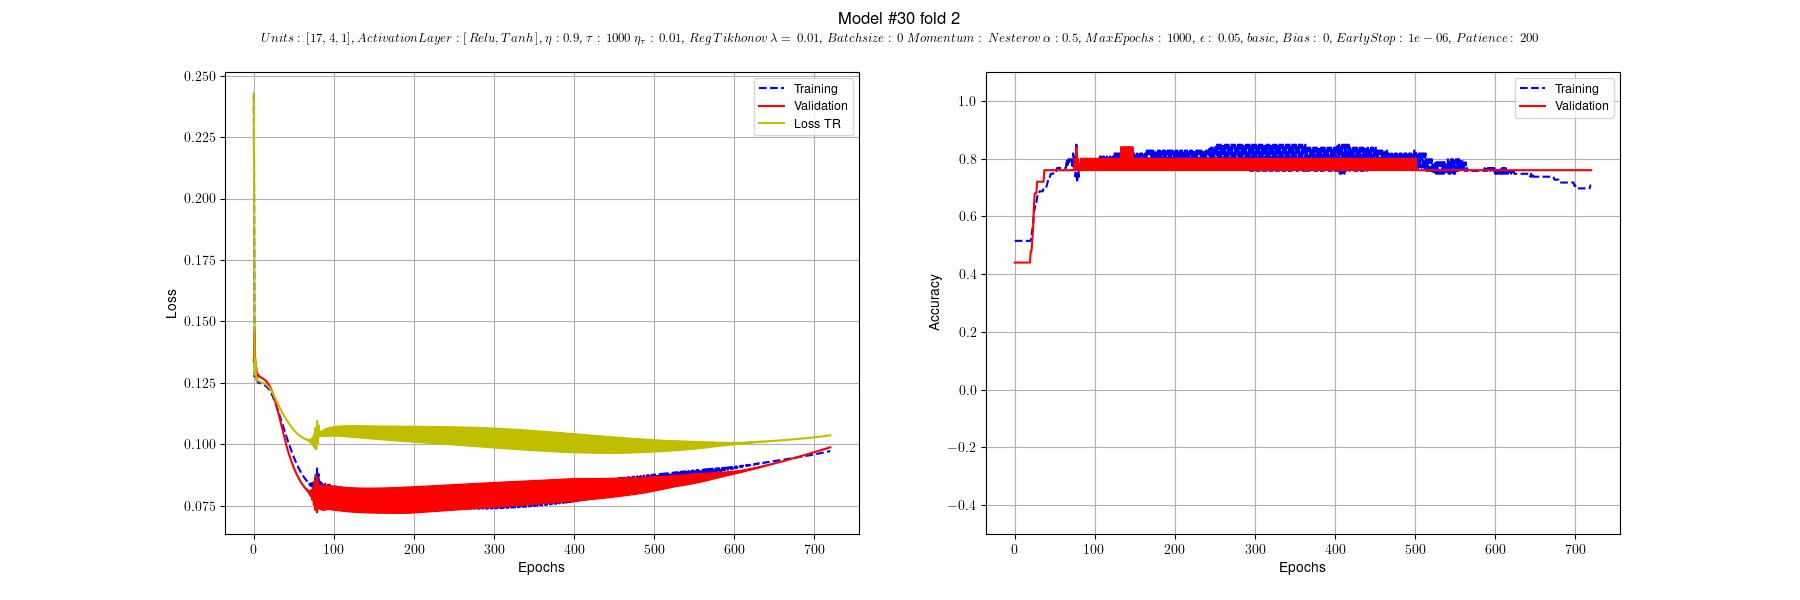 Model #30 fold 2
Units : [17, 4, 1], ActivationLayer : [ Relu, Tanh], η : 0.9, τ : 1000 η_τ : 0.01, Reg Tikhonov λ = 0.01, Batchsize : 0 Momentum : Nesterov α : 0.5, MaxEpochs : 1000, ϵ : 0.05, basic, Bias : 0, EarlyStop : 1e − 06, Patience : 200
0.250
0.225
0.200
0.175
0.150
0.125
0.100
0.075
Loss
0 100 200 300 400 500 600 700
Epochs
Training
Validation
Loss TR
1.0
0.8
0.6
0.4
0.2
0.0
−0.2
−0.4
Accuracy
0 100 200 300 400 500 600 700
Epochs
Training
Validation